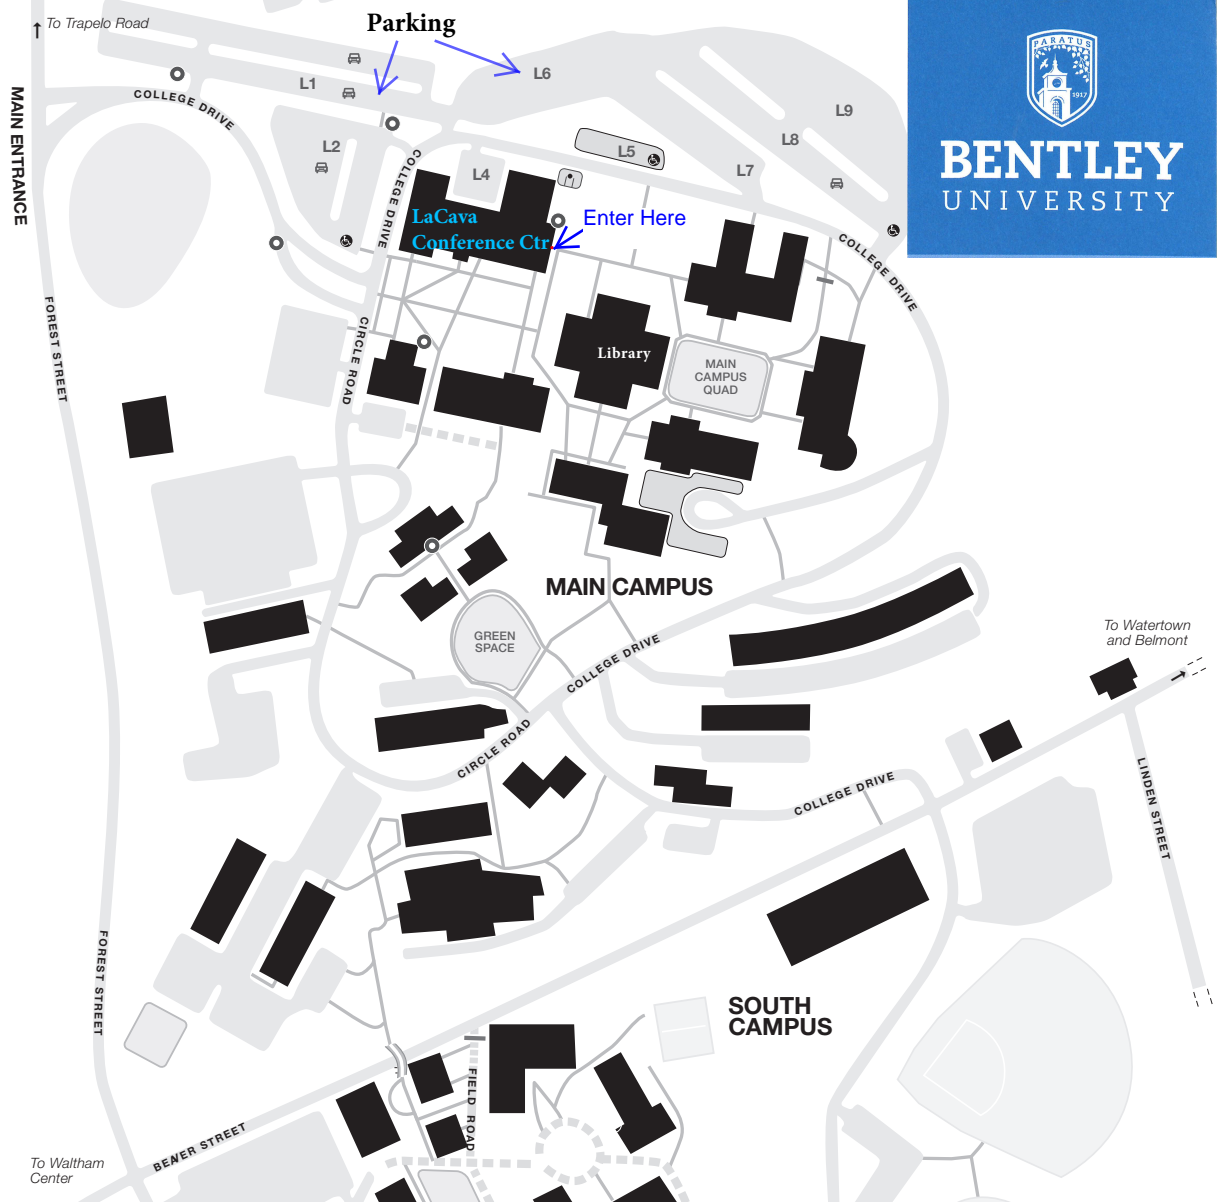 To Trapelo Road
Parking
L6
L1
COLLEGE DRIVE
MAIN ENTRANCE
L2
L4
L5
L7
L8
L9
PARATUS
1917
BENTLEY
UNIVERSITY
COLLEGE DRIVE
LaCava
Conference Ctr.
Enter Here
COLLEGE DRIVE
FOREST STREET
CIRCLE ROAD
Library
MAIN
CAMPUS
QUAD
MAIN CAMPUS
GREEN
SPACE
COLLEGE DRIVE
To Watertown
and Belmont
CIRCLE ROAD
COLLEGE DRIVE
LINDEN STREET
FOREST STREET
SOUTH
CAMPUS
FIELD ROAD
BEAVER STREET
To Waltham
Center